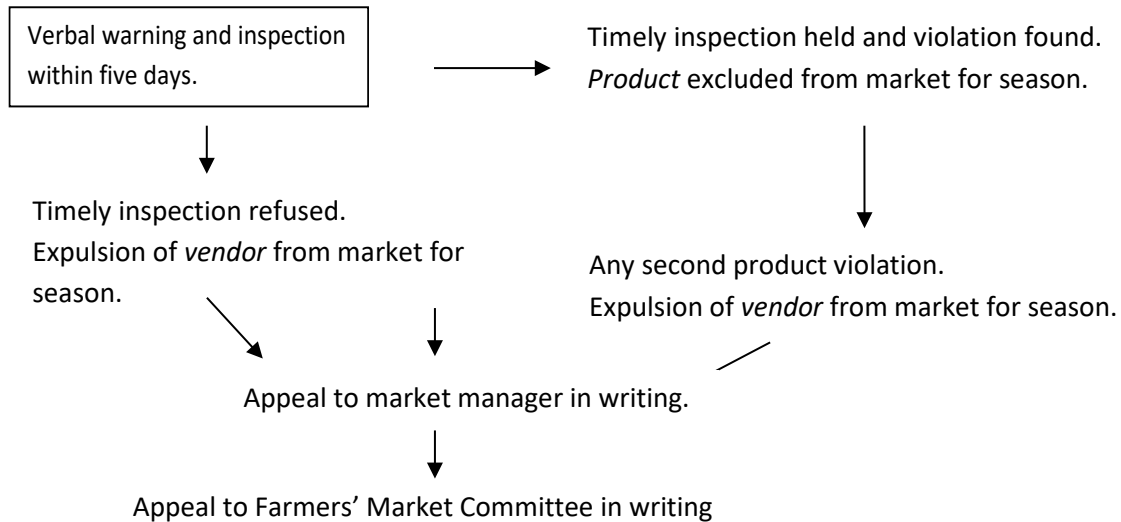 Verbal warning and inspection
within five days.
Timely inspection held and violation found.
Product excluded from market for season.
Timely inspection refused.
Expulsion of vendor from market for
season.
Any second product violation.
Expulsion of vendor from market for season.
Appeal to market manager in writing.
Appeal to Farmers’ Market Committee in writing